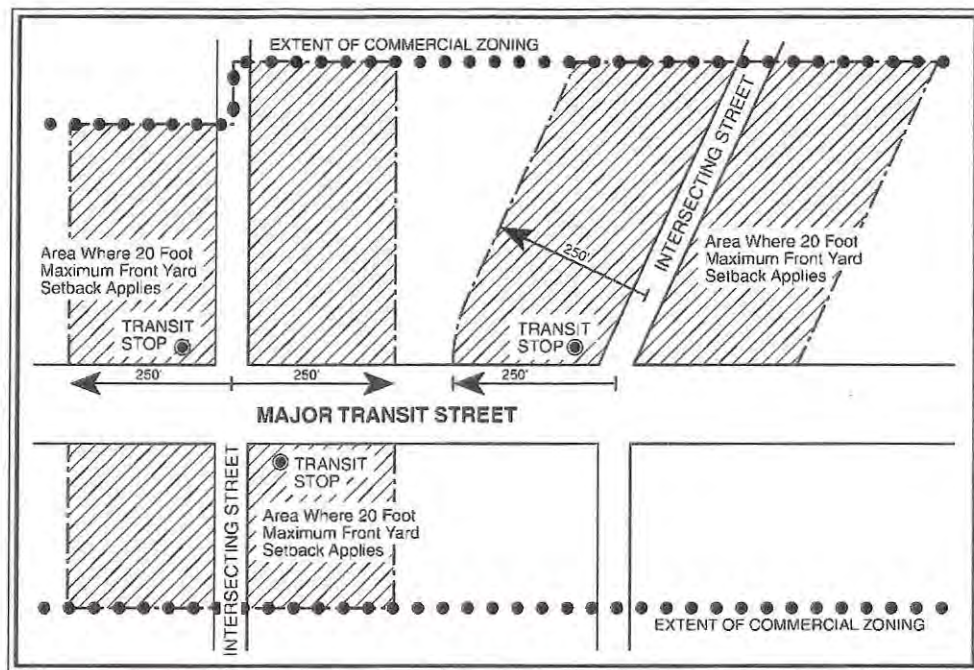 EXTENT OF COMMERCIAL ZONING
INTERSECTING STREET
250'
Area Where 20 Foot
Maximum Front Yard
Setback Applies
Area Where 20 Foot
Maximum Front Yard
Setback Applies
TRANSIT
STOP
TRANSIT
STOP
250'
250'
250'
MAJOR TRANSIT STREET
INTERSECTING STREET
TRANSIT
STOP
Area Where 20 Foot
Maximum Front Yard
Setback Applies
EXTENT OF COMMERCIAL ZONING